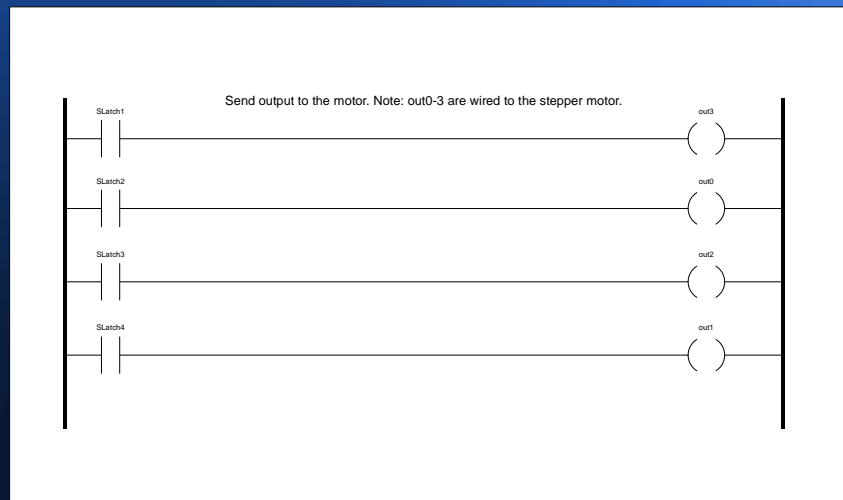 Send output to the motor. Note: out0-3 are wired to the stepper motor.
SLatch1 out3
SLatch2 out0
SLatch3 out2
SLatch4 out1